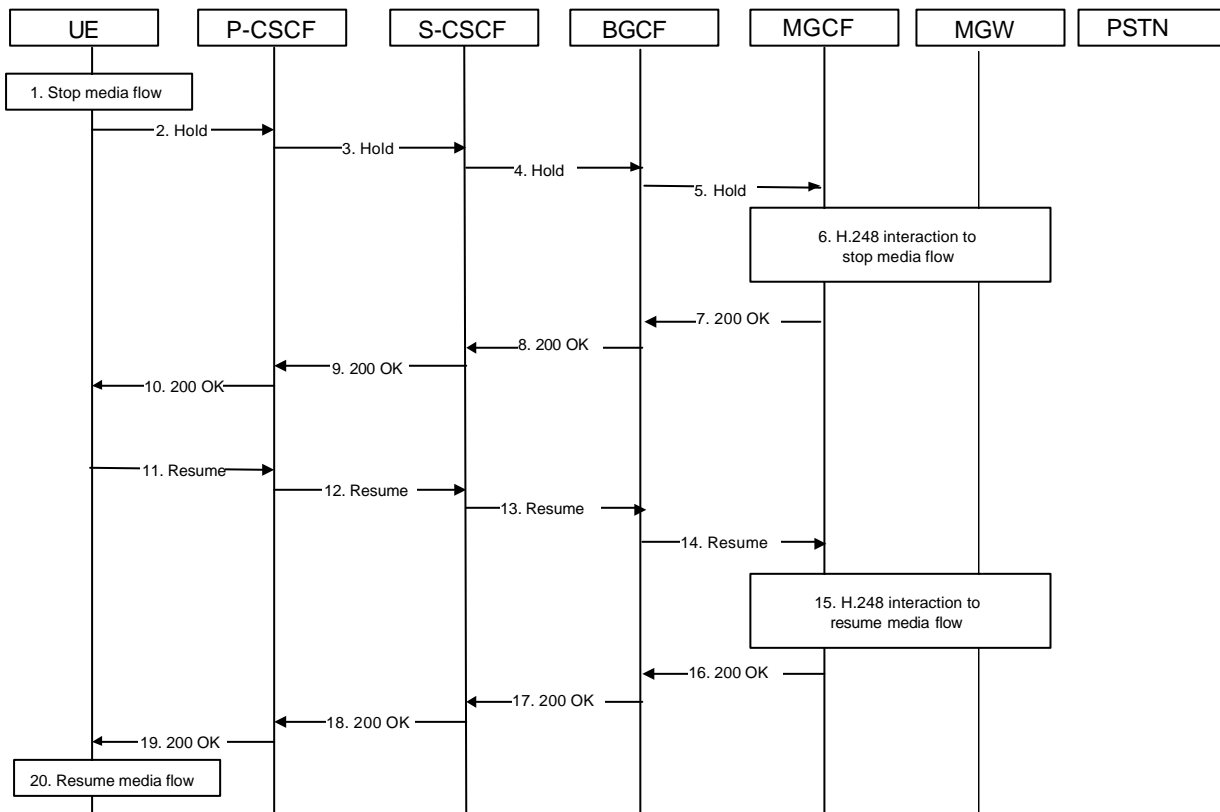 UE
P-CSCF
S-CSCF
BGCF
MGCF
MGW
PSTN
1. Stop media flow
2. Hold
3. Hold
4. Hold
5. Hold
6. H.248 interaction to
stop media flow
7. 200 OK
8. 200 OK
9. 200 OK
10. 200 OK
11. Resume
12. Resume
13. Resume
14. Resume
15. H.248 interaction to
resume media flow
16. 200 OK
17. 200 OK
18. 200 OK
19. 200 OK
20. Resume media flow